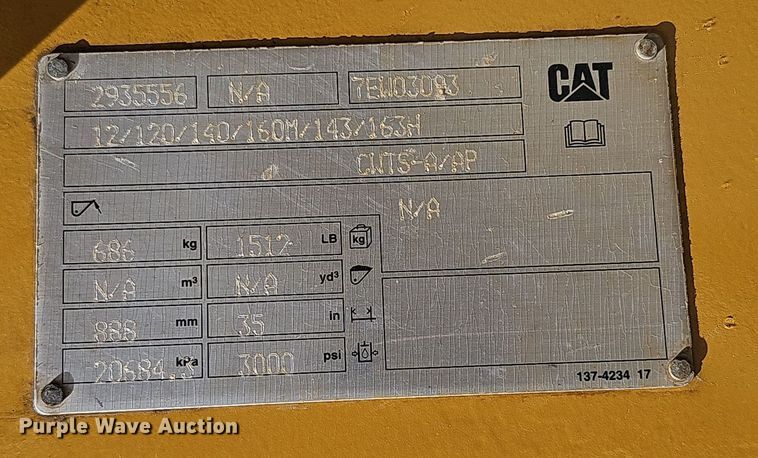 2935556 N/A 7EW03093 CAT
12/120/140/160M/143/163H
CWTS-A/AP
N/A
686 kg 1512 LB kg
N/A m³ N/A yd³
888 mm 35 in
20684.3 kPa 3000 psi
137-4234 17
Purple Wave Auction